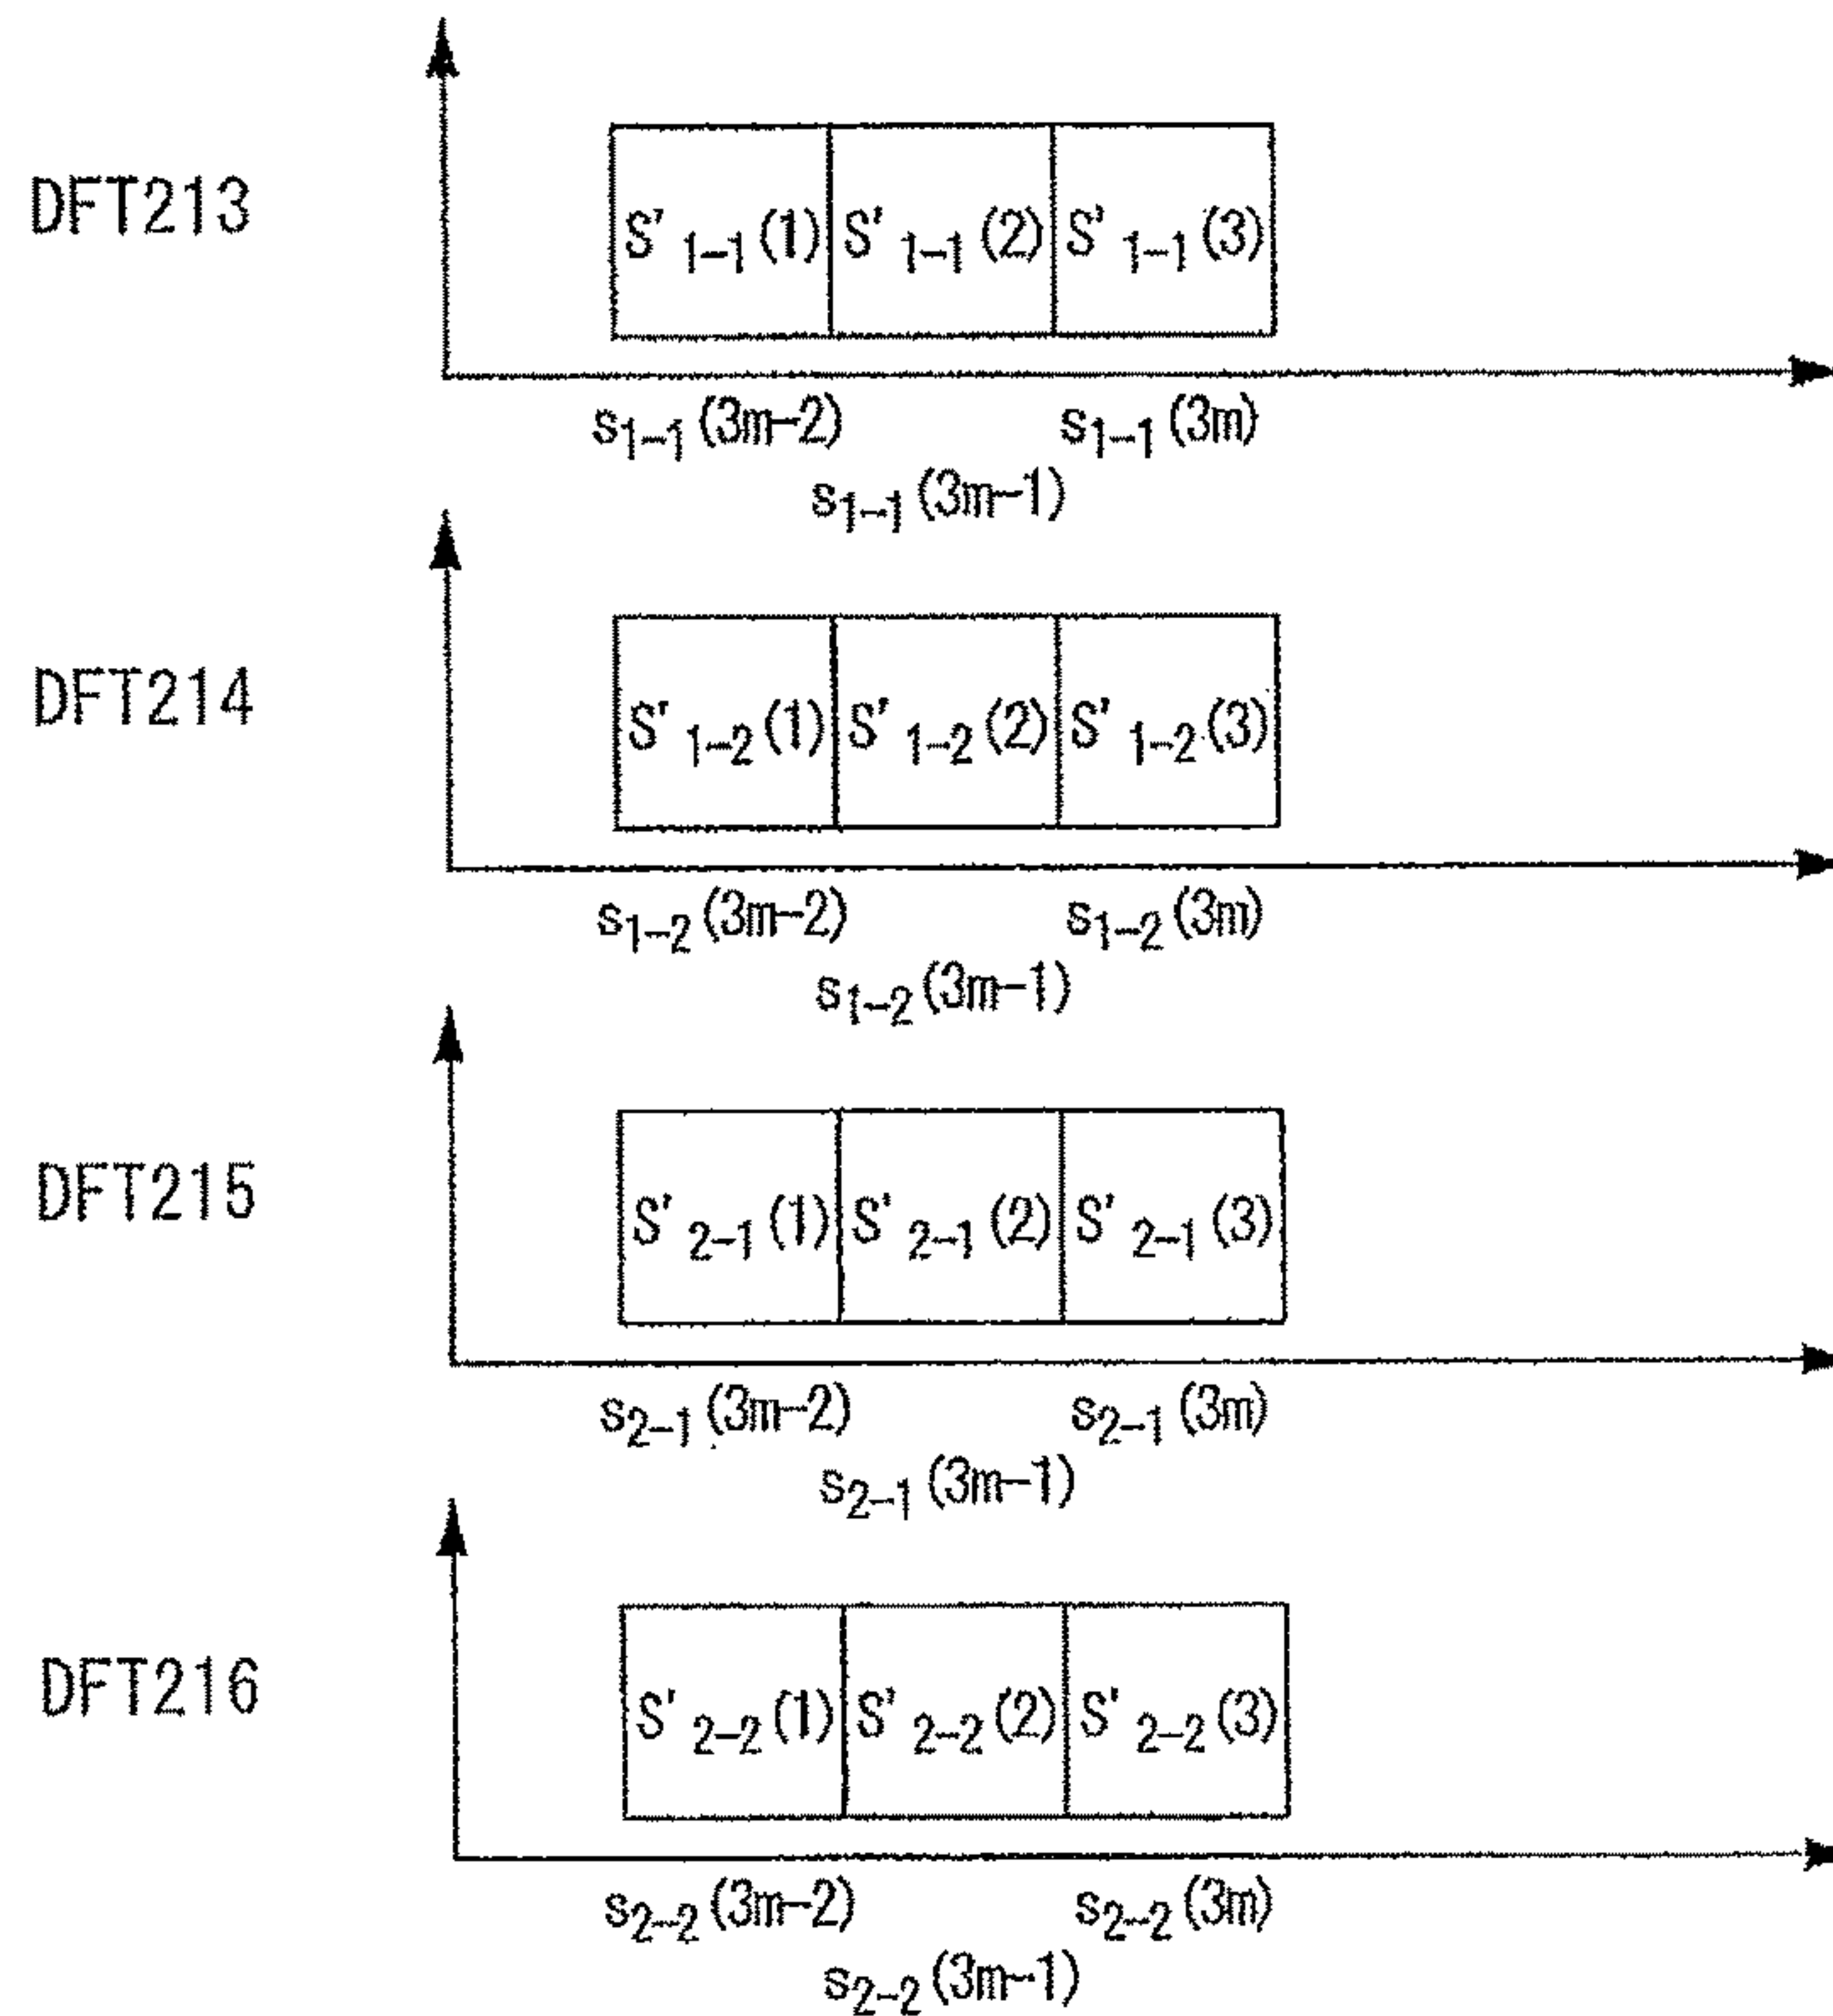 DFT213
S'1-1(1) S'1-1(2) S'1-1(3)
s1-1(3m-2) s1-1(3m)
s1-1(3m-1)
DFT214
S'1-2(1) S'1-2(2) S'1-2(3)
s1-2(3m-2) s1-2(3m)
s1-2(3m-1)
DFT215
S'2-1(1) S'2-1(2) S'2-1(3)
s2-1(3m-2) s2-1(3m)
s2-1(3m-1)
DFT216
S'2-2(1) S'2-2(2) S'2-2(3)
s2-2(3m-2) s2-2(3m)
s2-2(3m-1)